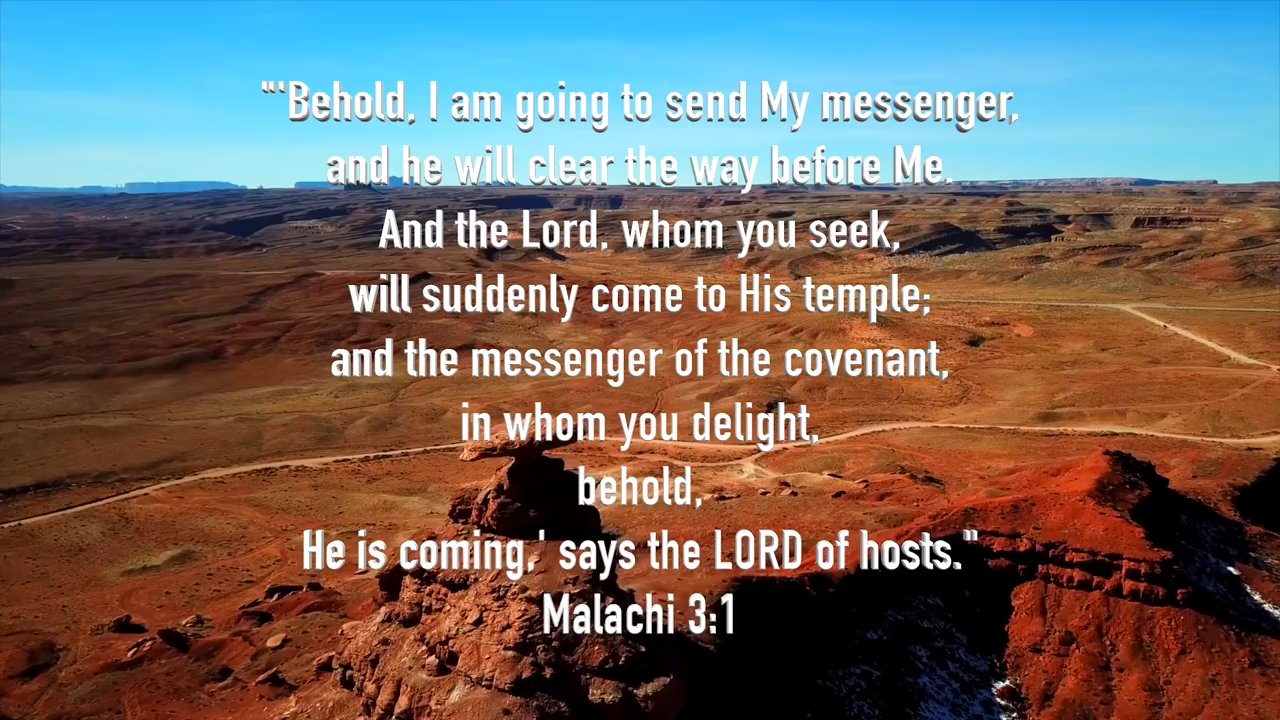 "'Behold, I am going to send My messenger,
and he will clear the way before Me.
And the Lord, whom you seek,
will suddenly come to His temple;
and the messenger of the covenant,
in whom you delight,
behold,
He is coming,' says the LORD of hosts."
Malachi 3:1